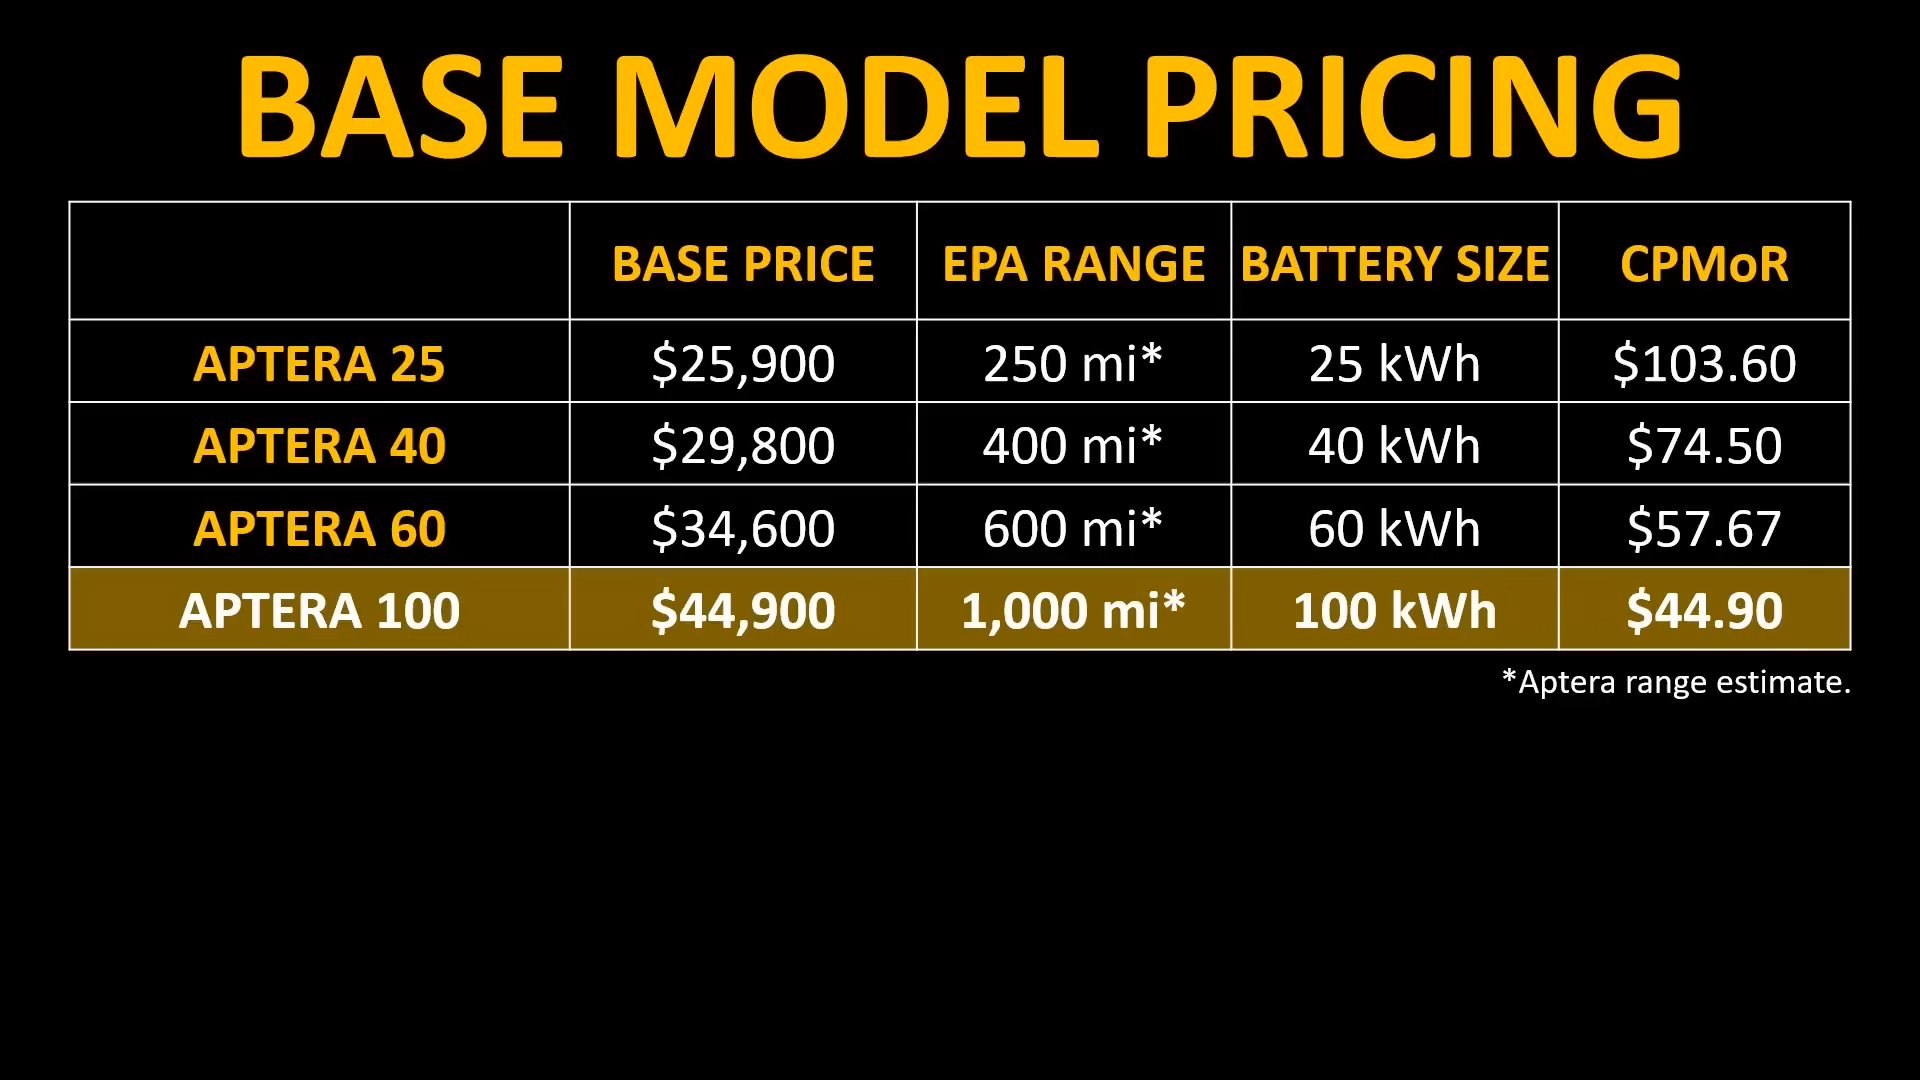 BASE MODEL PRICING
BASE PRICE EPA RANGE BATTERY SIZE CPMoR
APTERA 25 $25,900 250 mi* 25 kWh $103.60
APTERA 40 $29,800 400 mi* 40 kWh $74.50
APTERA 60 $34,600 600 mi* 60 kWh $57.67
APTERA 100 $44,900 1,000 mi* 100 kWh $44.90
*Aptera range estimate.